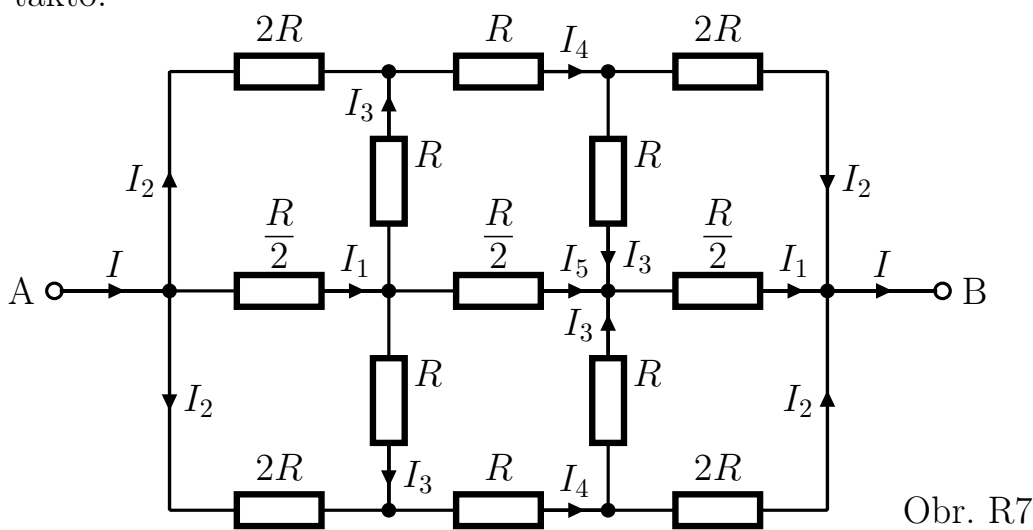 takto:
2R R I₄ 2R
I₃ R R
I₂ I₂
R/2 R/2 R/2
A I I₁ I₅ I₃ I₁ I B
I₃
R R
I₂ I₂
2R I₃ R I₄ 2R
Obr. R7